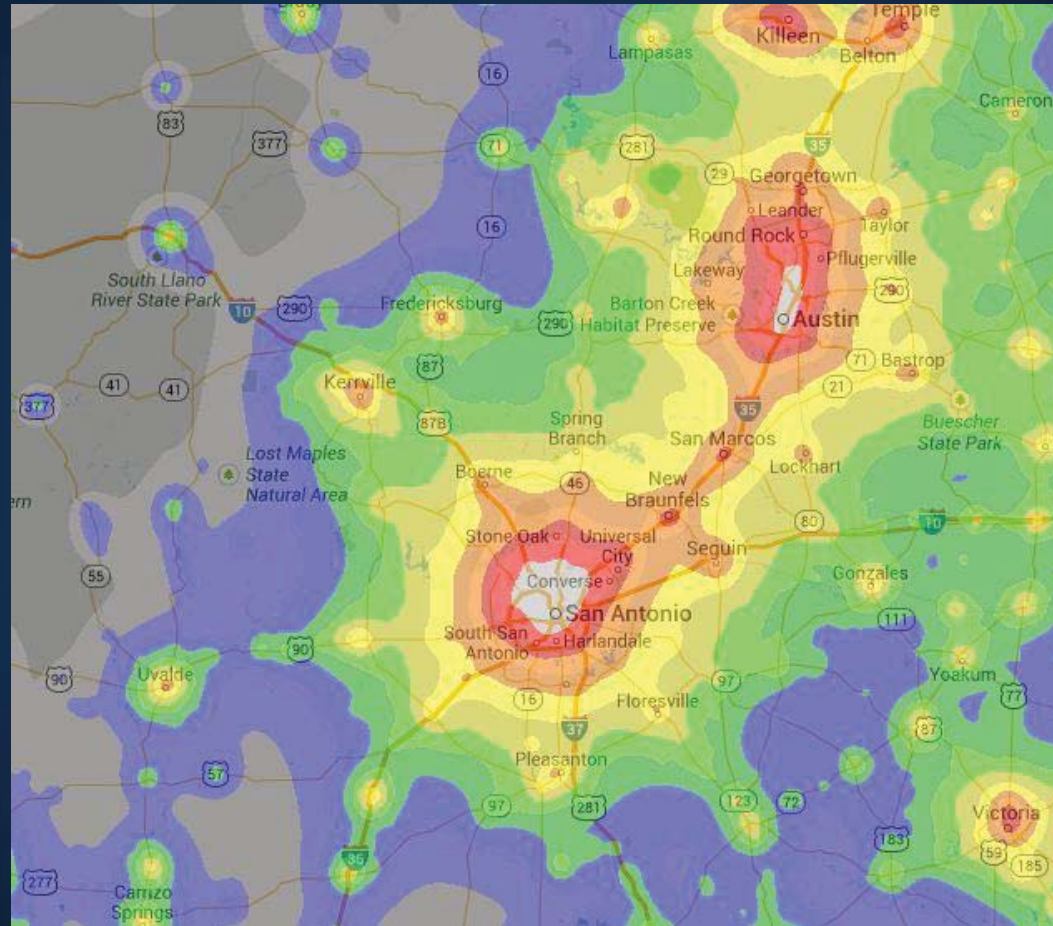 Brady
Temple
Killeen
Belton
Lampasas
16
83
377
71
281
35
Cameron
29
Georgetown
Leander
Taylor
Round Rock
16
Pflugerville
Lakeway
South Llano
River State Park
10
290
Fredericksburg
Barton Creek
Habitat Preserve
290
290
Austin
87
71
Bastrop
41
41
Kerrville
21
377
87B
35
Spring
Branch
Buescher
State Park
San Marcos
Lost Maples
State
Natural Area
Boerne
46
New
Braunfels
Lockhart
ern
80
10
Stone Oak
Universal
City
Seguin
55
Converse
Gonzales
San Antonio
111
South San
Antonio
Harlandale
90
90
Uvalde
Yoakum
77
16
Floresville
97
37
87
57
Pleasanton
97
281
123
72
Victoria
183
59
35
185
277
Carrizo
Springs